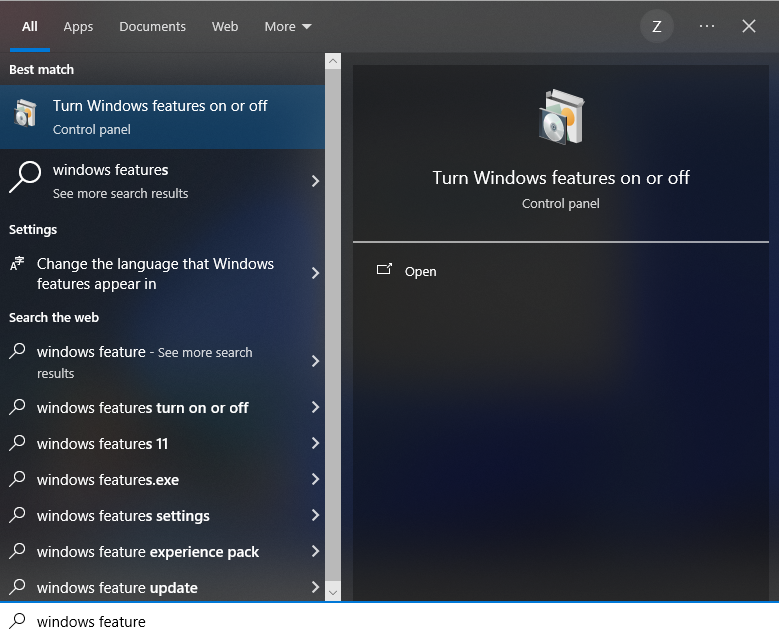 All Apps Documents Web More Z
Best match
Turn Windows features on or off
Control panel
windows features
See more search results
Settings
Change the language that Windows
features appear in
Search the web
windows feature - See more search
results
windows features turn on or off
windows features 11
windows features.exe
windows features settings
windows feature experience pack
windows feature update
windows feature
Turn Windows features on or off
Control panel
Open